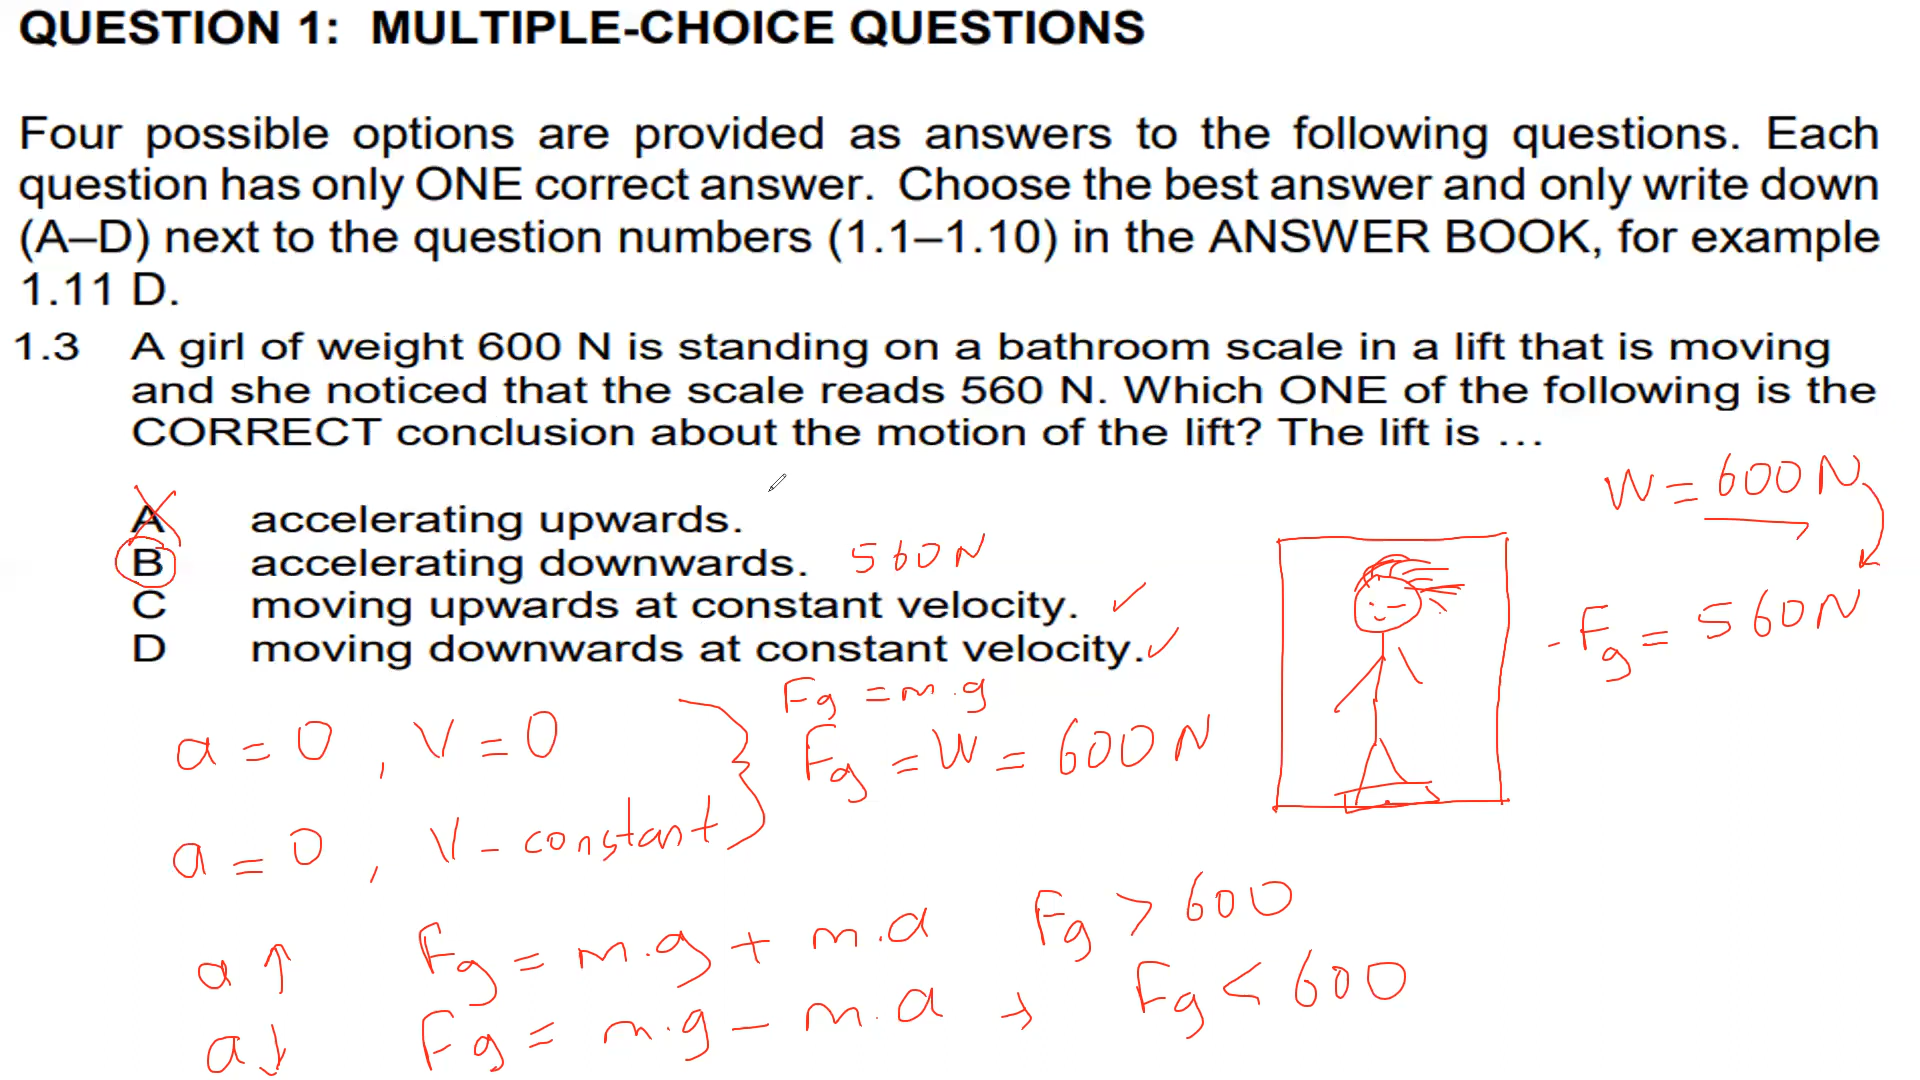 QUESTION 1: MULTIPLE-CHOICE QUESTIONS
Four possible options are provided as answers to the following questions. Each
question has only ONE correct answer. Choose the best answer and only write down
(A–D) next to the question numbers (1.1–1.10) in the ANSWER BOOK, for example
1.11 D.
1.3 A girl of weight 600 N is standing on a bathroom scale in a lift that is moving
and she noticed that the scale reads 560 N. Which ONE of the following is the
CORRECT conclusion about the motion of the lift? The lift is …
W = 600 N
A accelerating upwards.
B accelerating downwards. 560 N
C moving upwards at constant velocity. ✓
D moving downwards at constant velocity. ✓
- Fg = 560 N
Fg = m.g
a = 0, V = 0
Fg = W = 600 N
a = 0, V - constant
a ↑ Fg = m.g + m.a Fg > 600
a ↓ Fg = m.g - m.a → Fg < 600